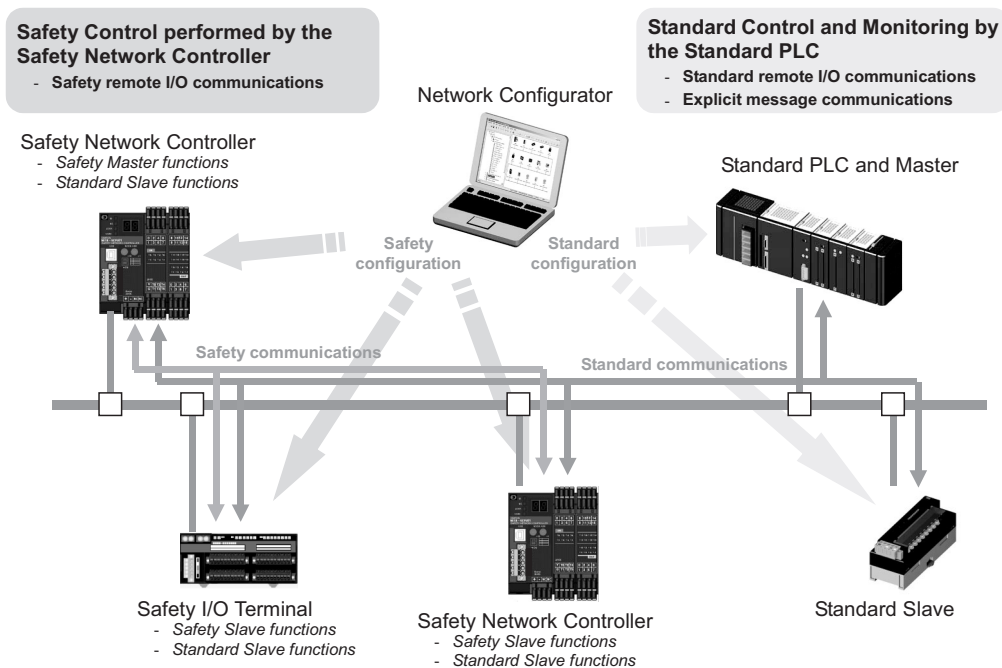 Safety Control performed by the
Safety Network Controller
- Safety remote I/O communications
Standard Control and Monitoring by
the Standard PLC
- Standard remote I/O communications
- Explicit message communications
Network Configurator
Safety Network Controller
- Safety Master functions
- Standard Slave functions
Standard PLC and Master
Safety
configuration
Standard
configuration
Safety communications
Standard communications
Safety I/O Terminal
- Safety Slave functions
- Standard Slave functions
Safety Network Controller
- Safety Slave functions
- Standard Slave functions
Standard Slave